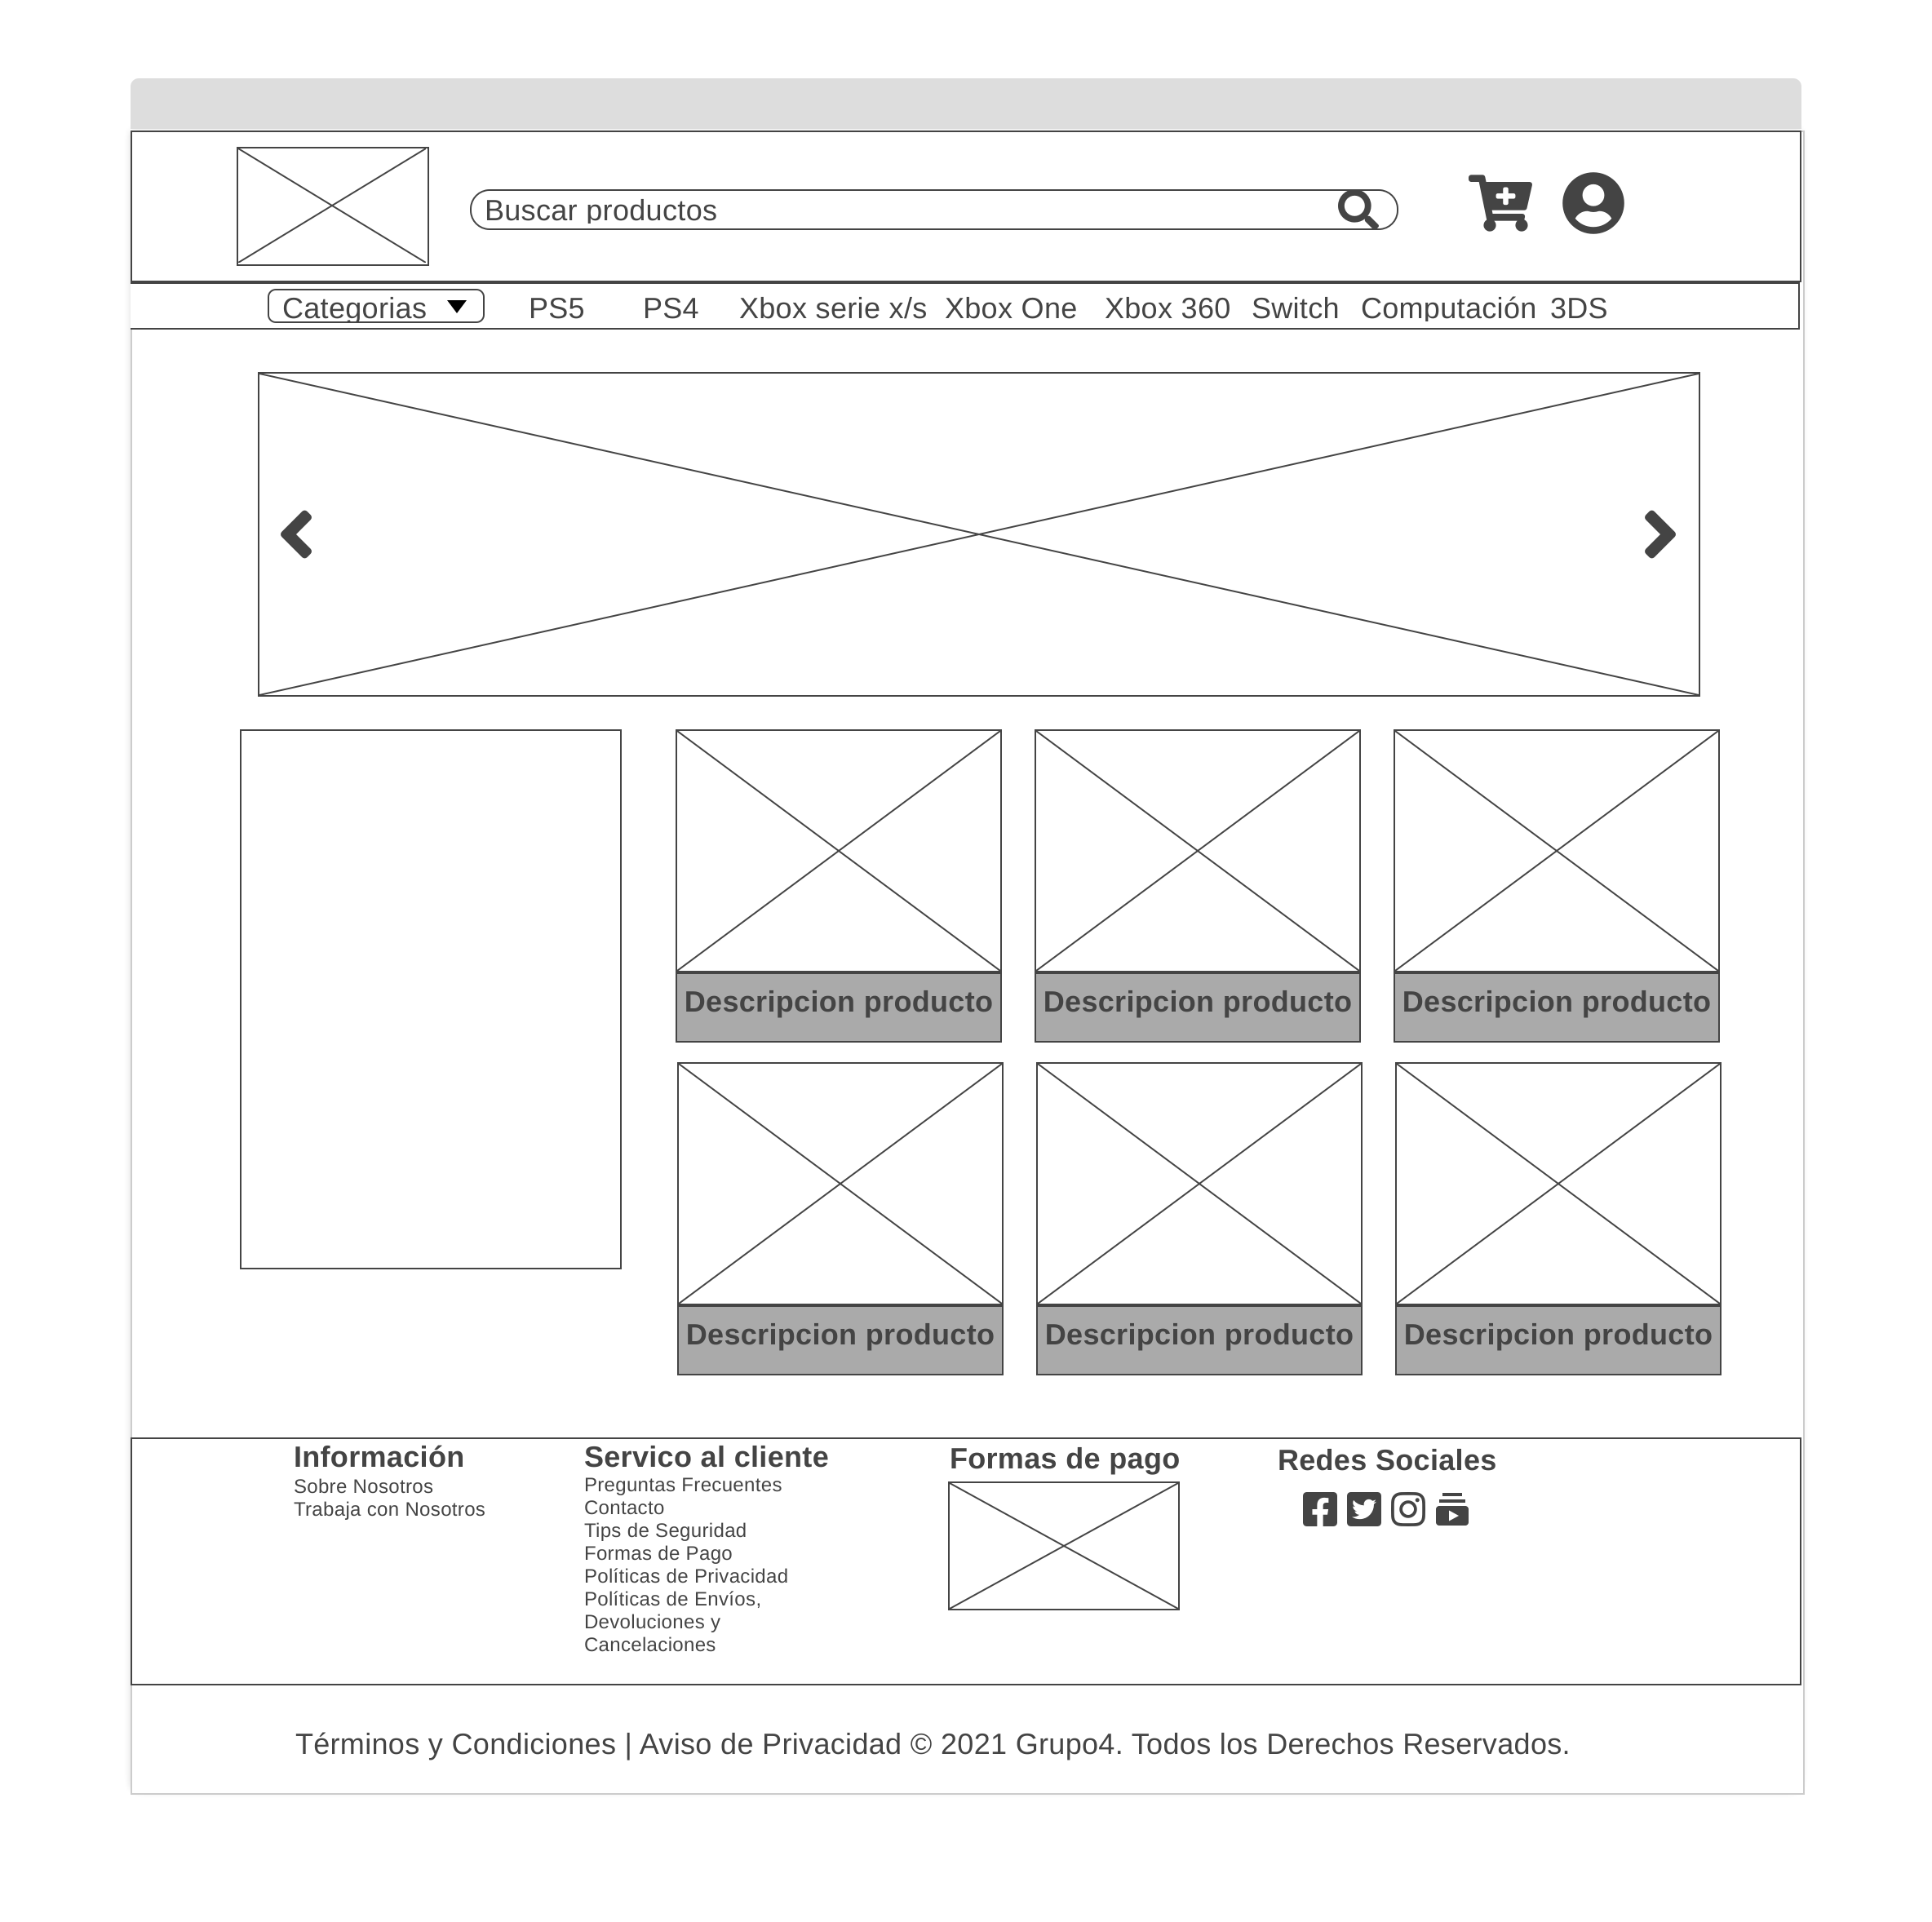 Buscar productos
Categorias PS5 PS4 Xbox serie x/s Xbox One Xbox 360 Switch Computación 3DS
Descripcion producto Descripcion producto Descripcion producto
Descripcion producto Descripcion producto Descripcion producto
Información
Sobre Nosotros
Trabaja con Nosotros
Servico al cliente
Preguntas Frecuentes
Contacto
Tips de Seguridad
Formas de Pago
Políticas de Privacidad
Políticas de Envíos,
Devoluciones y
Cancelaciones
Formas de pago
Redes Sociales
Términos y Condiciones | Aviso de Privacidad © 2021 Grupo4. Todos los Derechos Reservados.